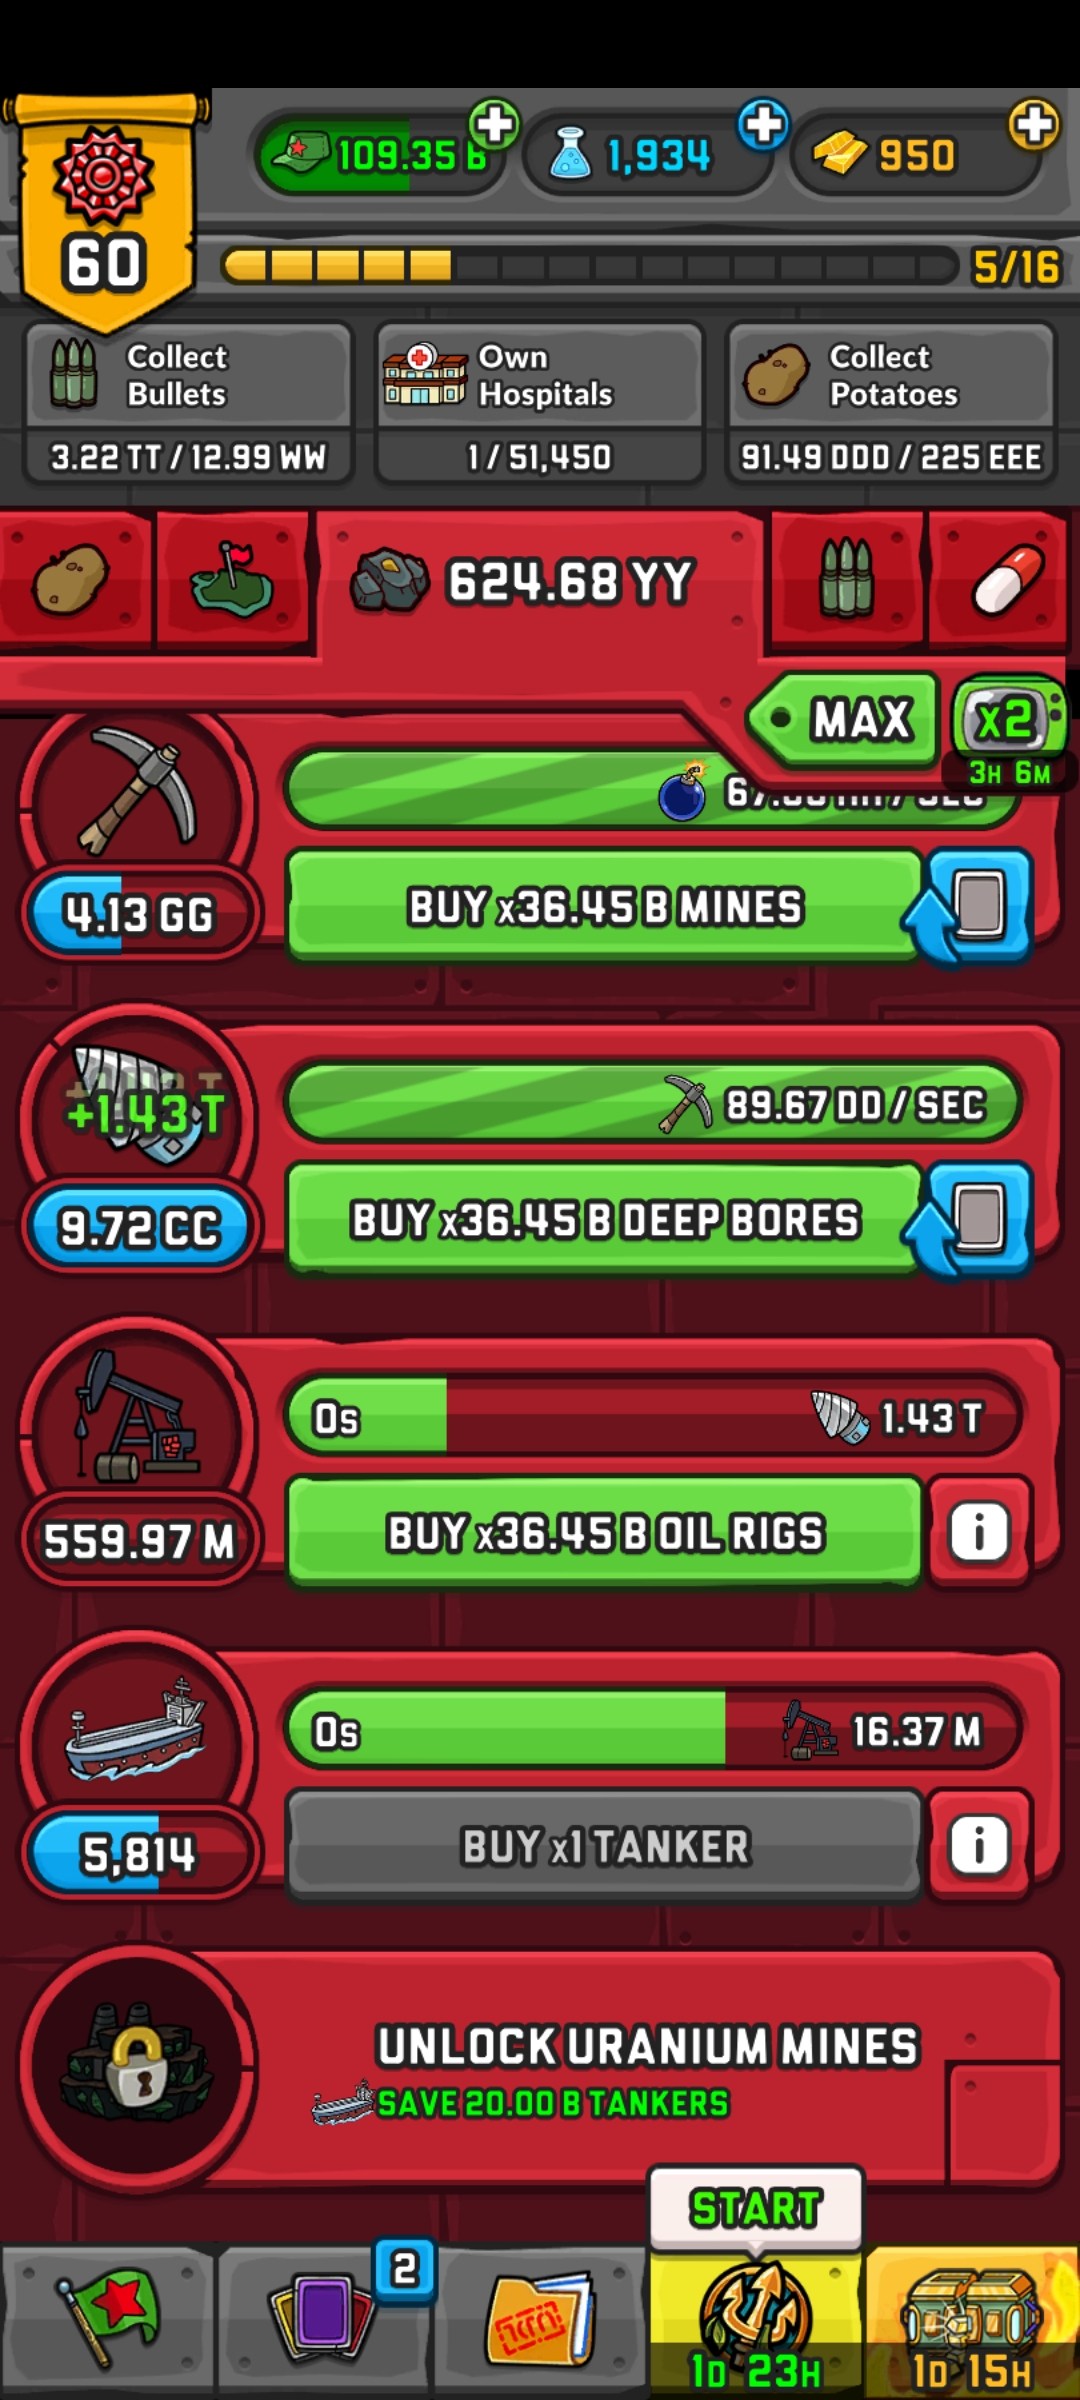 60
109.35 B
1,934
950
5/16
Collect
Bullets
3.22 TT / 12.99 WW
Own
Hospitals
1 / 51,450
Collect
Potatoes
91.49 DDD / 225 EEE
624.68 YY
MAX
x2
3H 6M
4.13 GG
BUY x36.45 B MINES
+1.43 T
89.67 DD / SEC
9.72 CC
BUY x36.45 B DEEP BORES
0s
1.43 T
559.97 M
BUY x36.45 B OIL RIGS
i
0s
16.37 M
5,814
BUY x1 TANKER
i
UNLOCK URANIUM MINES
SAVE 20.00 B TANKERS
START
2
1D 23H
1D 15H